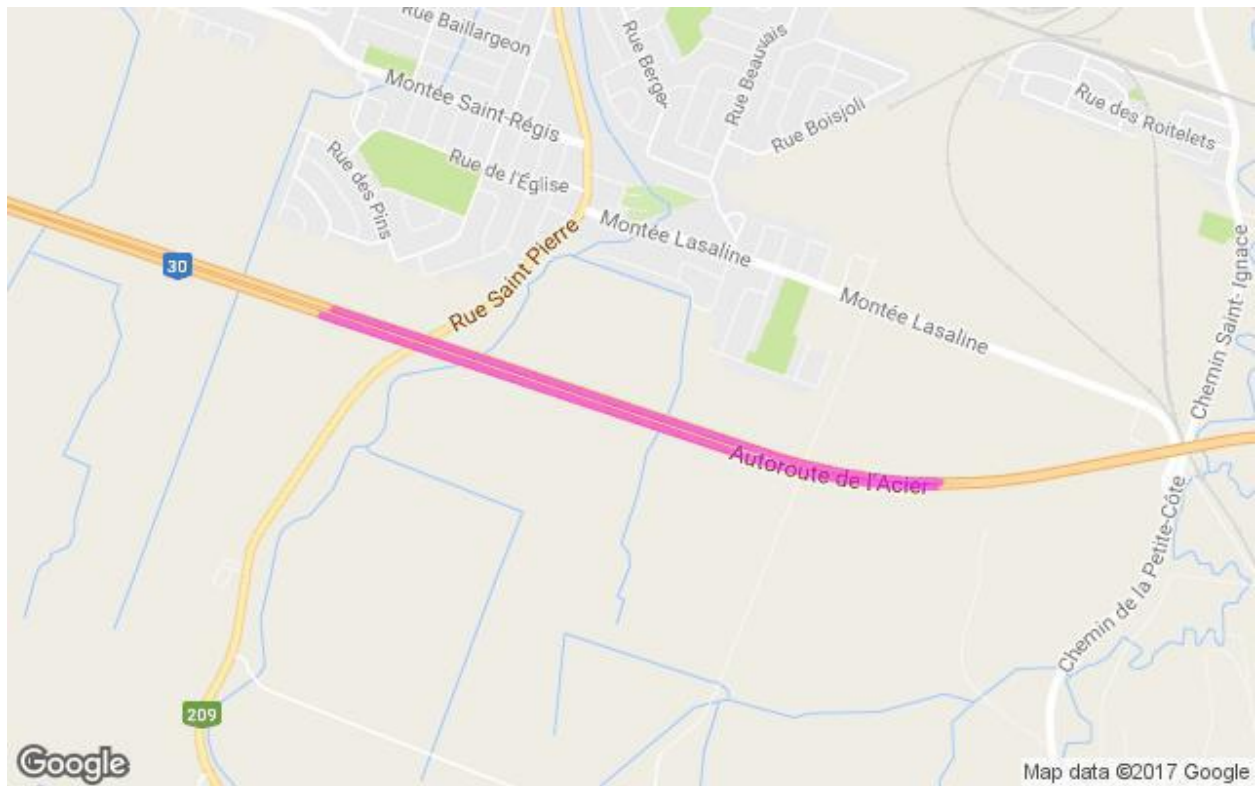 Rue Baillargeon
Rue Berger
Rue Beauvais
Montée Saint-Régis
Rue Boisjoli
Rue des Roitelets
Rue de l'Église
Rue des Pins
Montée Lasaline
Rue Saint Pierre
30
Montée Lasaline
Chemin Saint- Ignace
Autoroute de l'Acier
Chemin de la Petite-Côte
209
Google
Map data ©2017 Google